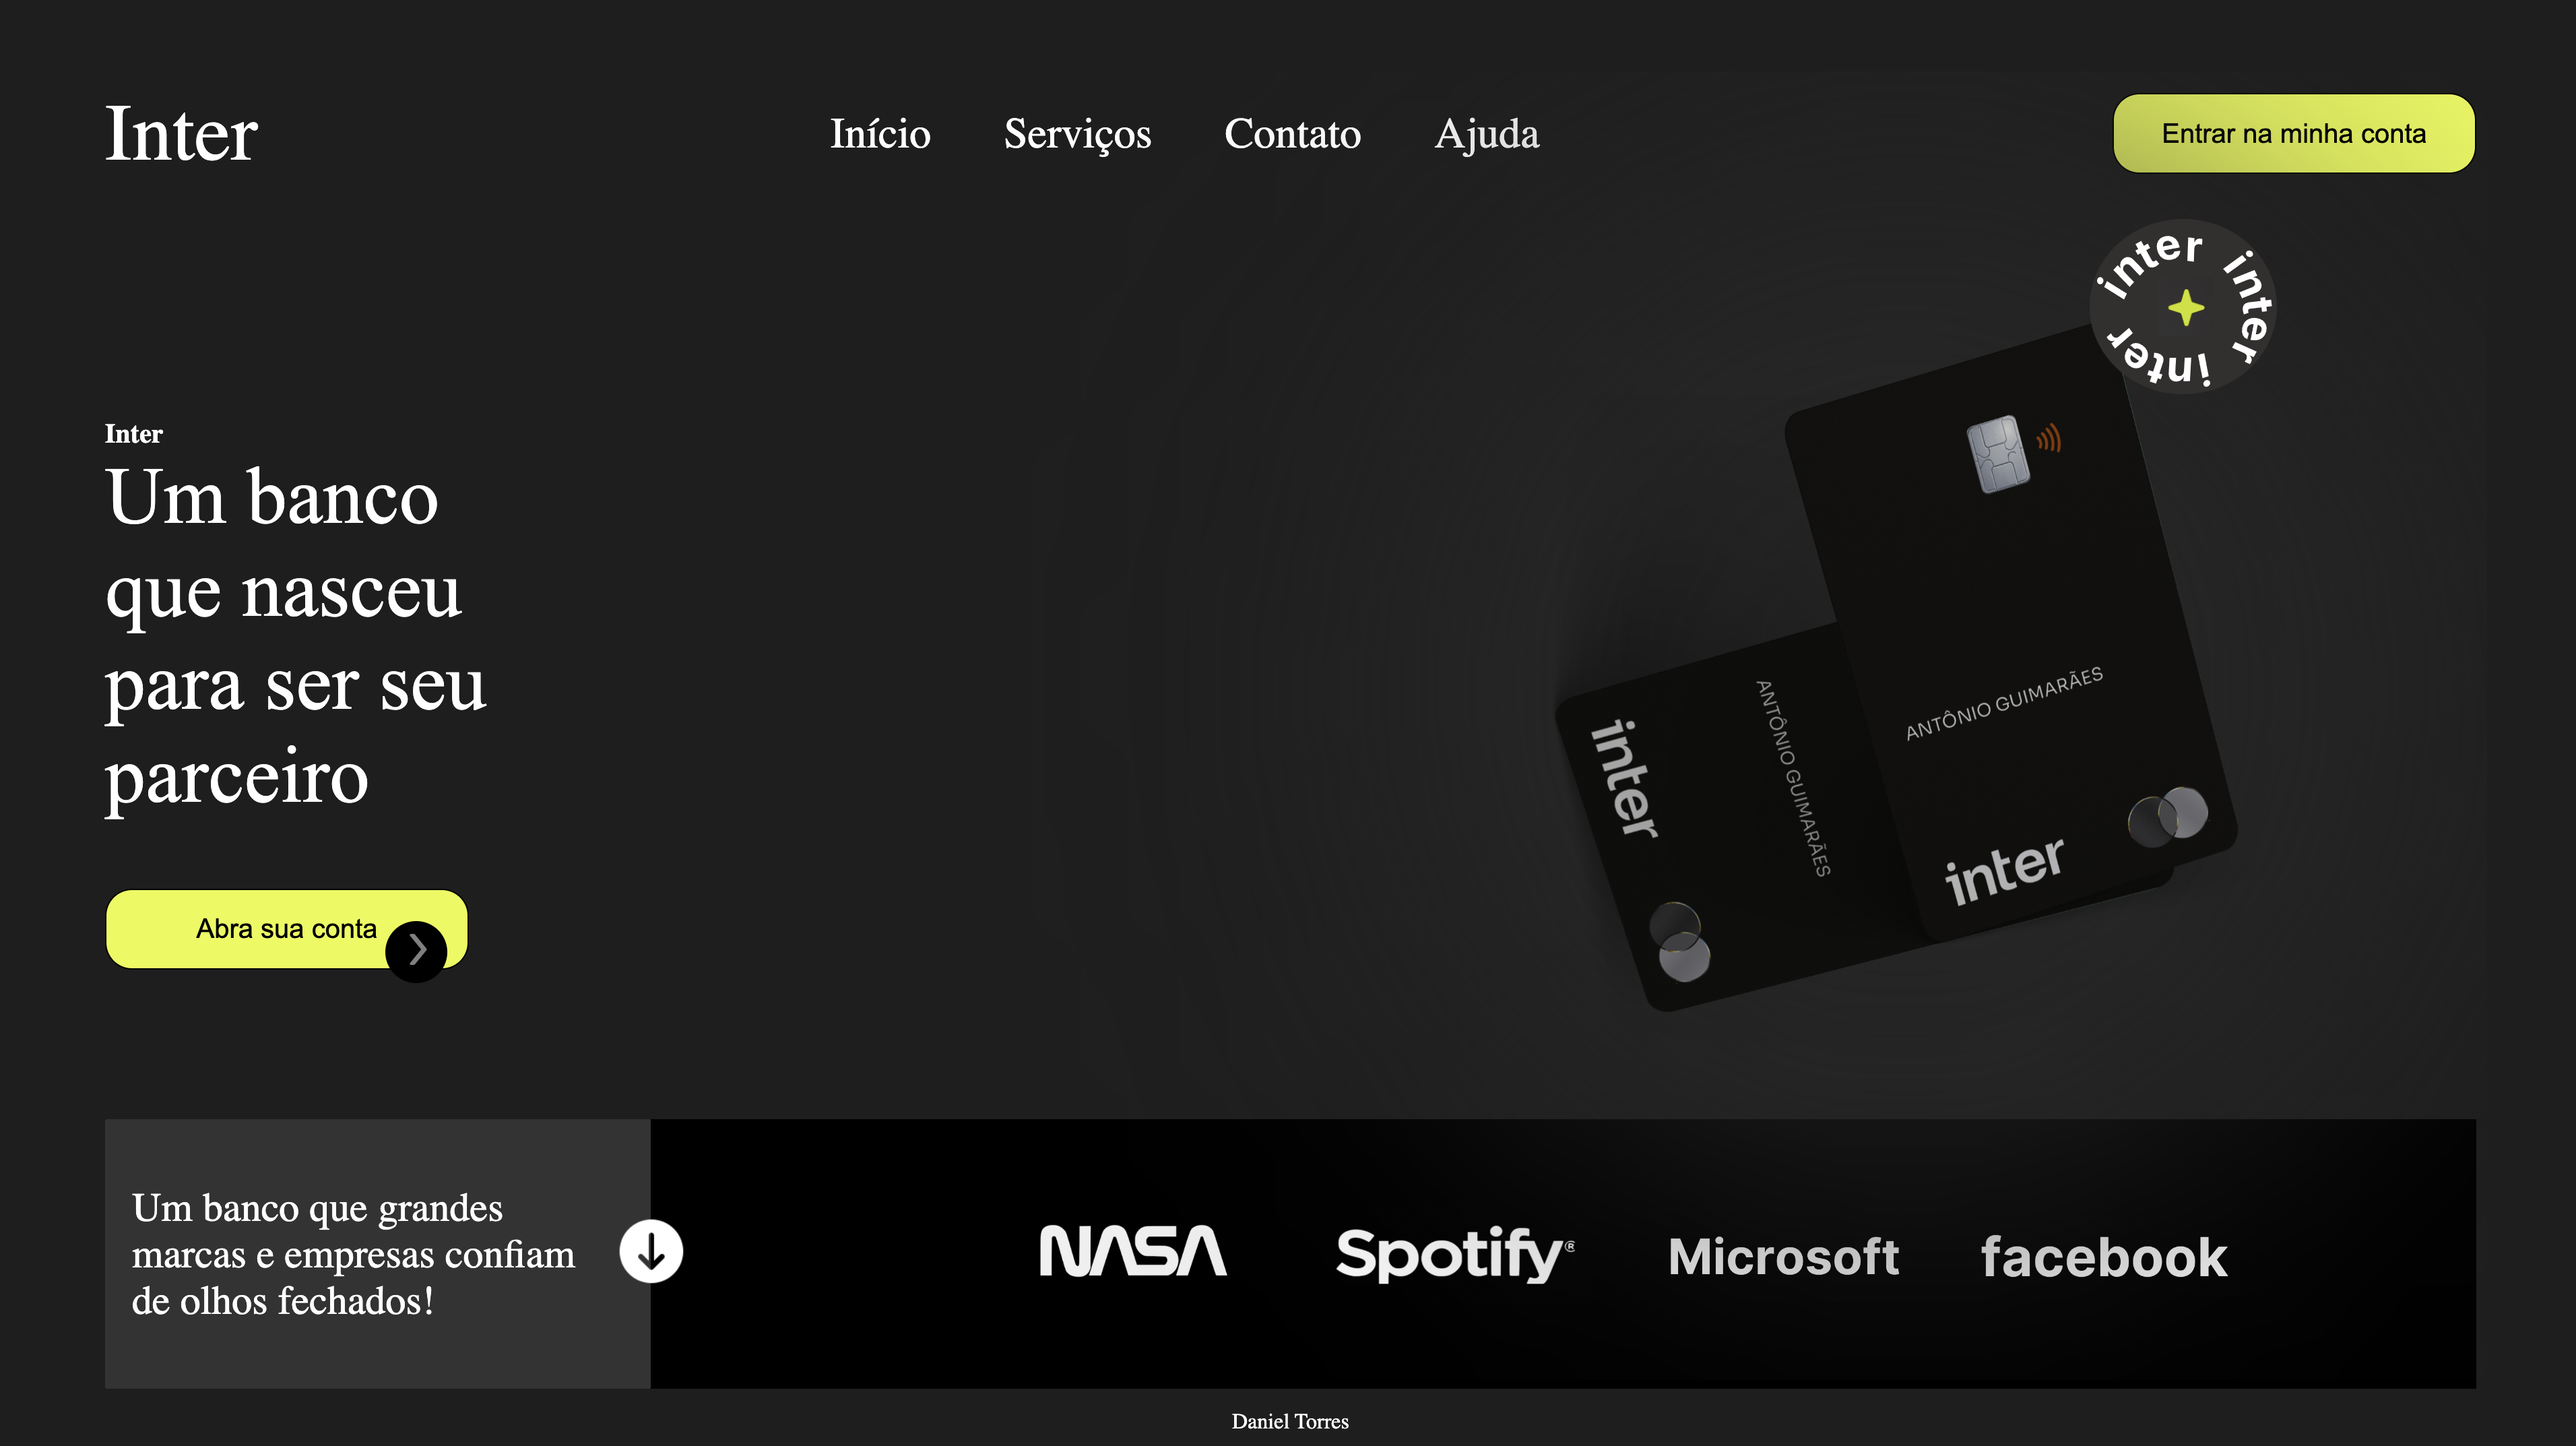 Inter
Início Serviços Contato Ajuda
Entrar na minha conta
inter inter inter
Inter
Um banco
que nasceu
para ser seu
parceiro
Abra sua conta
ANTÔNIO GUIMARÃES
inter
inter
ANTÔNIO GUIMARÃES
Um banco que grandes
marcas e empresas confiam
de olhos fechados!
NASA
Spotify®
Microsoft
facebook
Daniel Torres